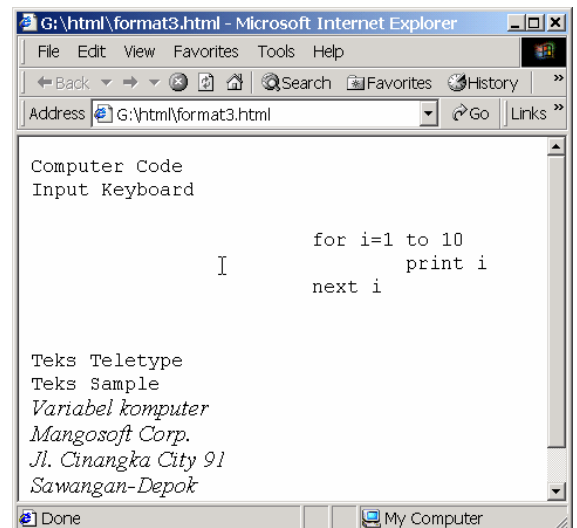 G:\html\format3.html - Microsoft Internet Explorer
File Edit View Favorites Tools Help
Back Search Favorites History »
Address G:\html\format3.html Go Links »
Computer Code
Input Keyboard
for i=1 to 10
print i
next i
Teks Teletype
Teks Sample
Variabel komputer
Mangosoft Corp.
Jl. Cinangka City 91
Sawangan-Depok
Done My Computer